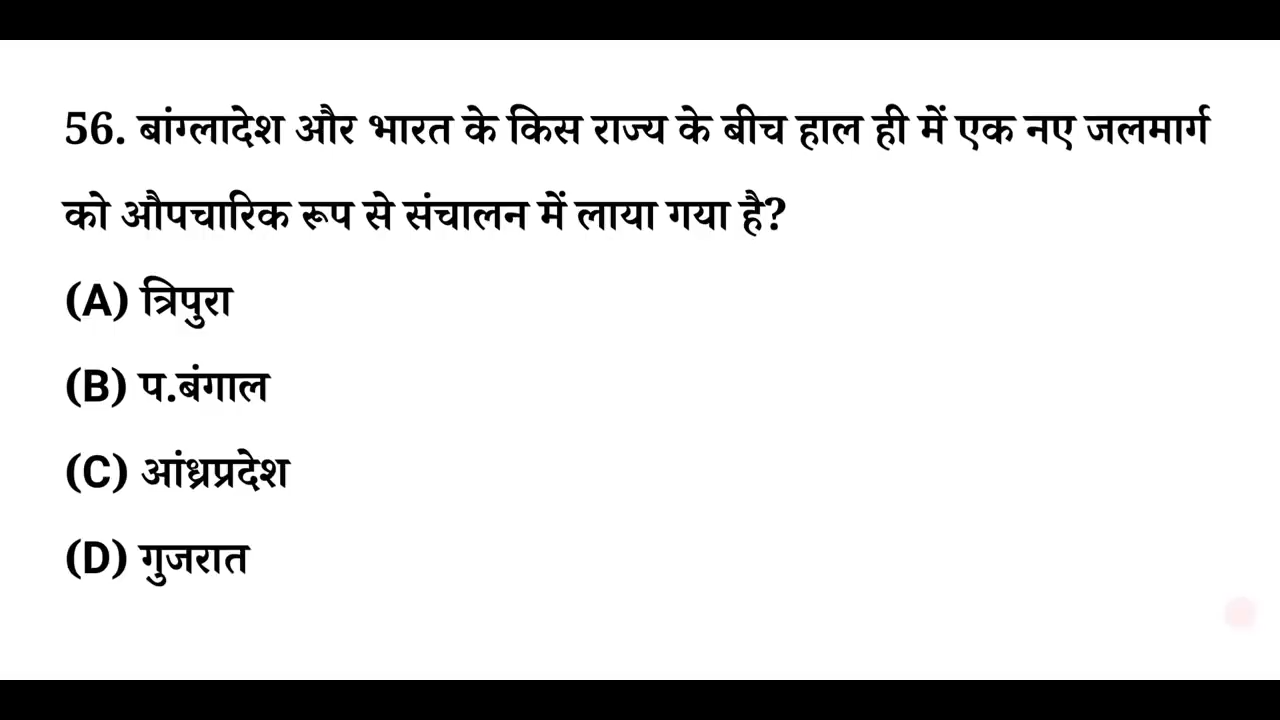 56. बांग्लादेश और भारत के किस राज्य के बीच हाल ही में एक नए जलमार्ग
को औपचारिक रूप से संचालन में लाया गया है?
(A) त्रिपुरा
(B) प.बंगाल
(C) आंध्रप्रदेश
(D) गुजरात